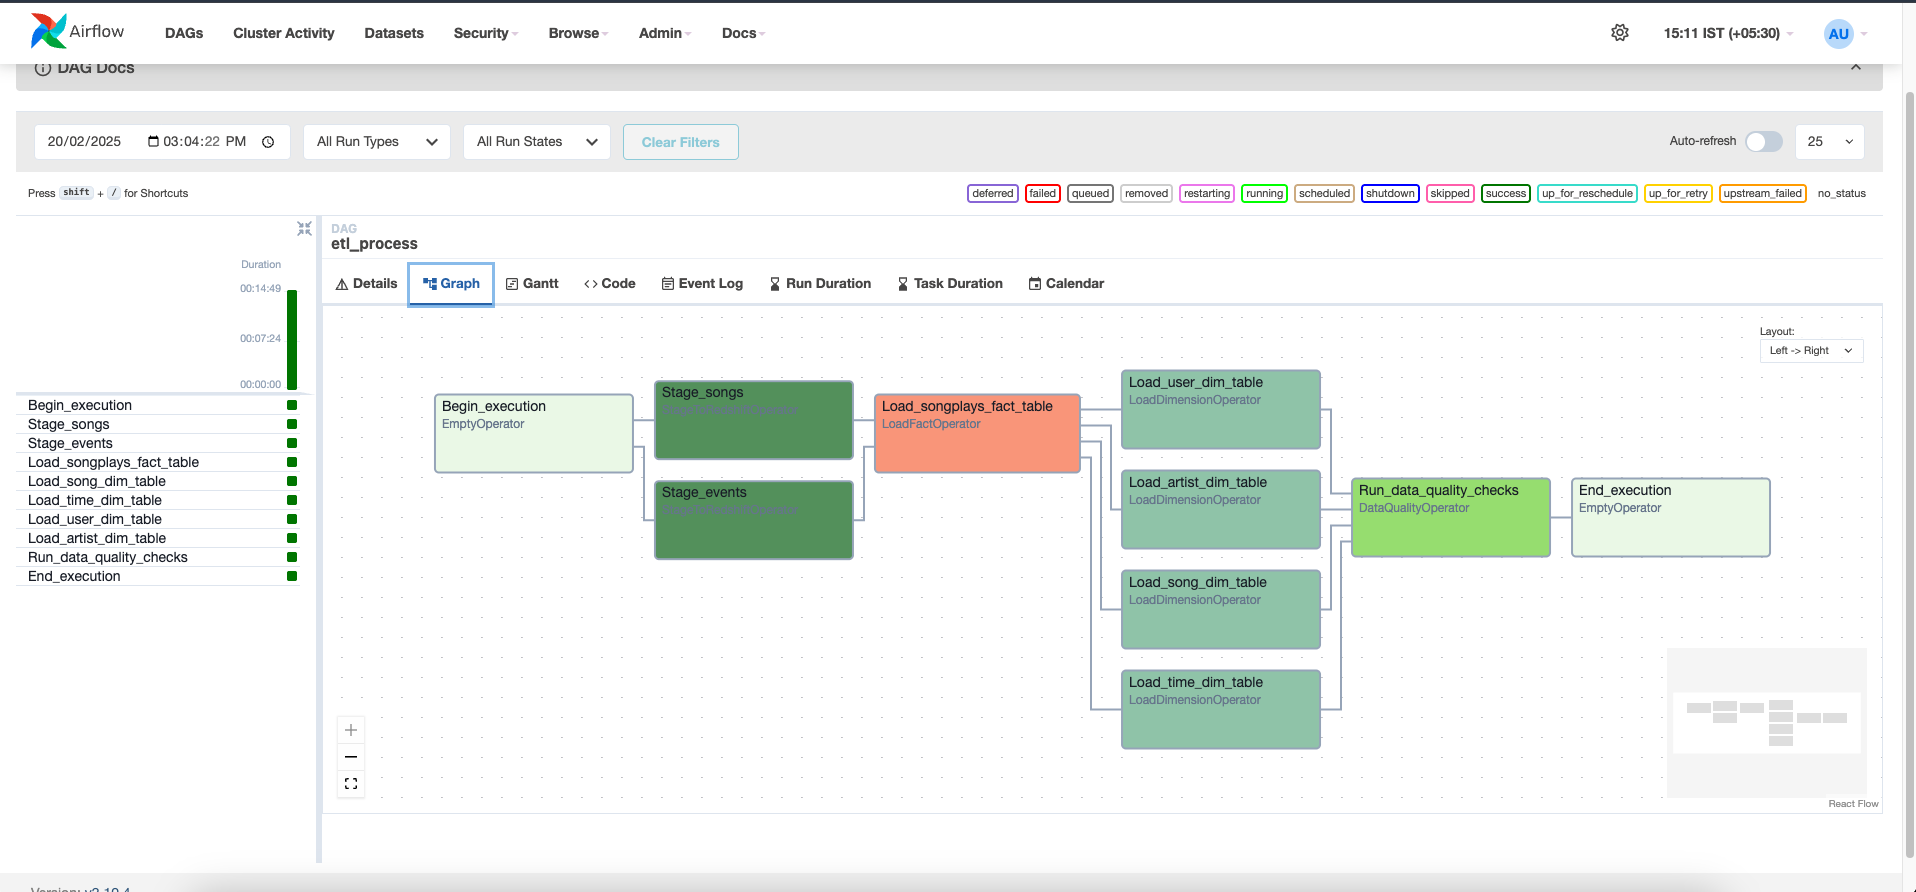 Airflow DAGs Cluster Activity Datasets Security Browse Admin Docs 15:11 IST (+05:30) AU
DAG Docs
20/02/2025 03:04:22 PM All Run Types All Run States Clear Filters Auto-refresh 25
Press shift + / for Shortcuts deferred failed queued removed restarting running scheduled shutdown skipped success up_for_reschedule up_for_retry upstream_failed no_status
Duration
00:14:49
00:07:24
00:00:00
Begin_execution
Stage_songs
Stage_events
Load_songplays_fact_table
Load_song_dim_table
Load_time_dim_table
Load_user_dim_table
Load_artist_dim_table
Run_data_quality_checks
End_execution
DAG
etl_process
Details Graph Gantt Code Event Log Run Duration Task Duration Calendar
Layout:
Left -> Right
Begin_execution
EmptyOperator
Stage_songs
Stage_events
Load_songplays_fact_table
LoadFactOperator
Load_user_dim_table
LoadDimensionOperator
Load_artist_dim_table
LoadDimensionOperator
Load_song_dim_table
LoadDimensionOperator
Load_time_dim_table
LoadDimensionOperator
Run_data_quality_checks
DataQualityOperator
End_execution
EmptyOperator
React Flow
Version: v2.10.4